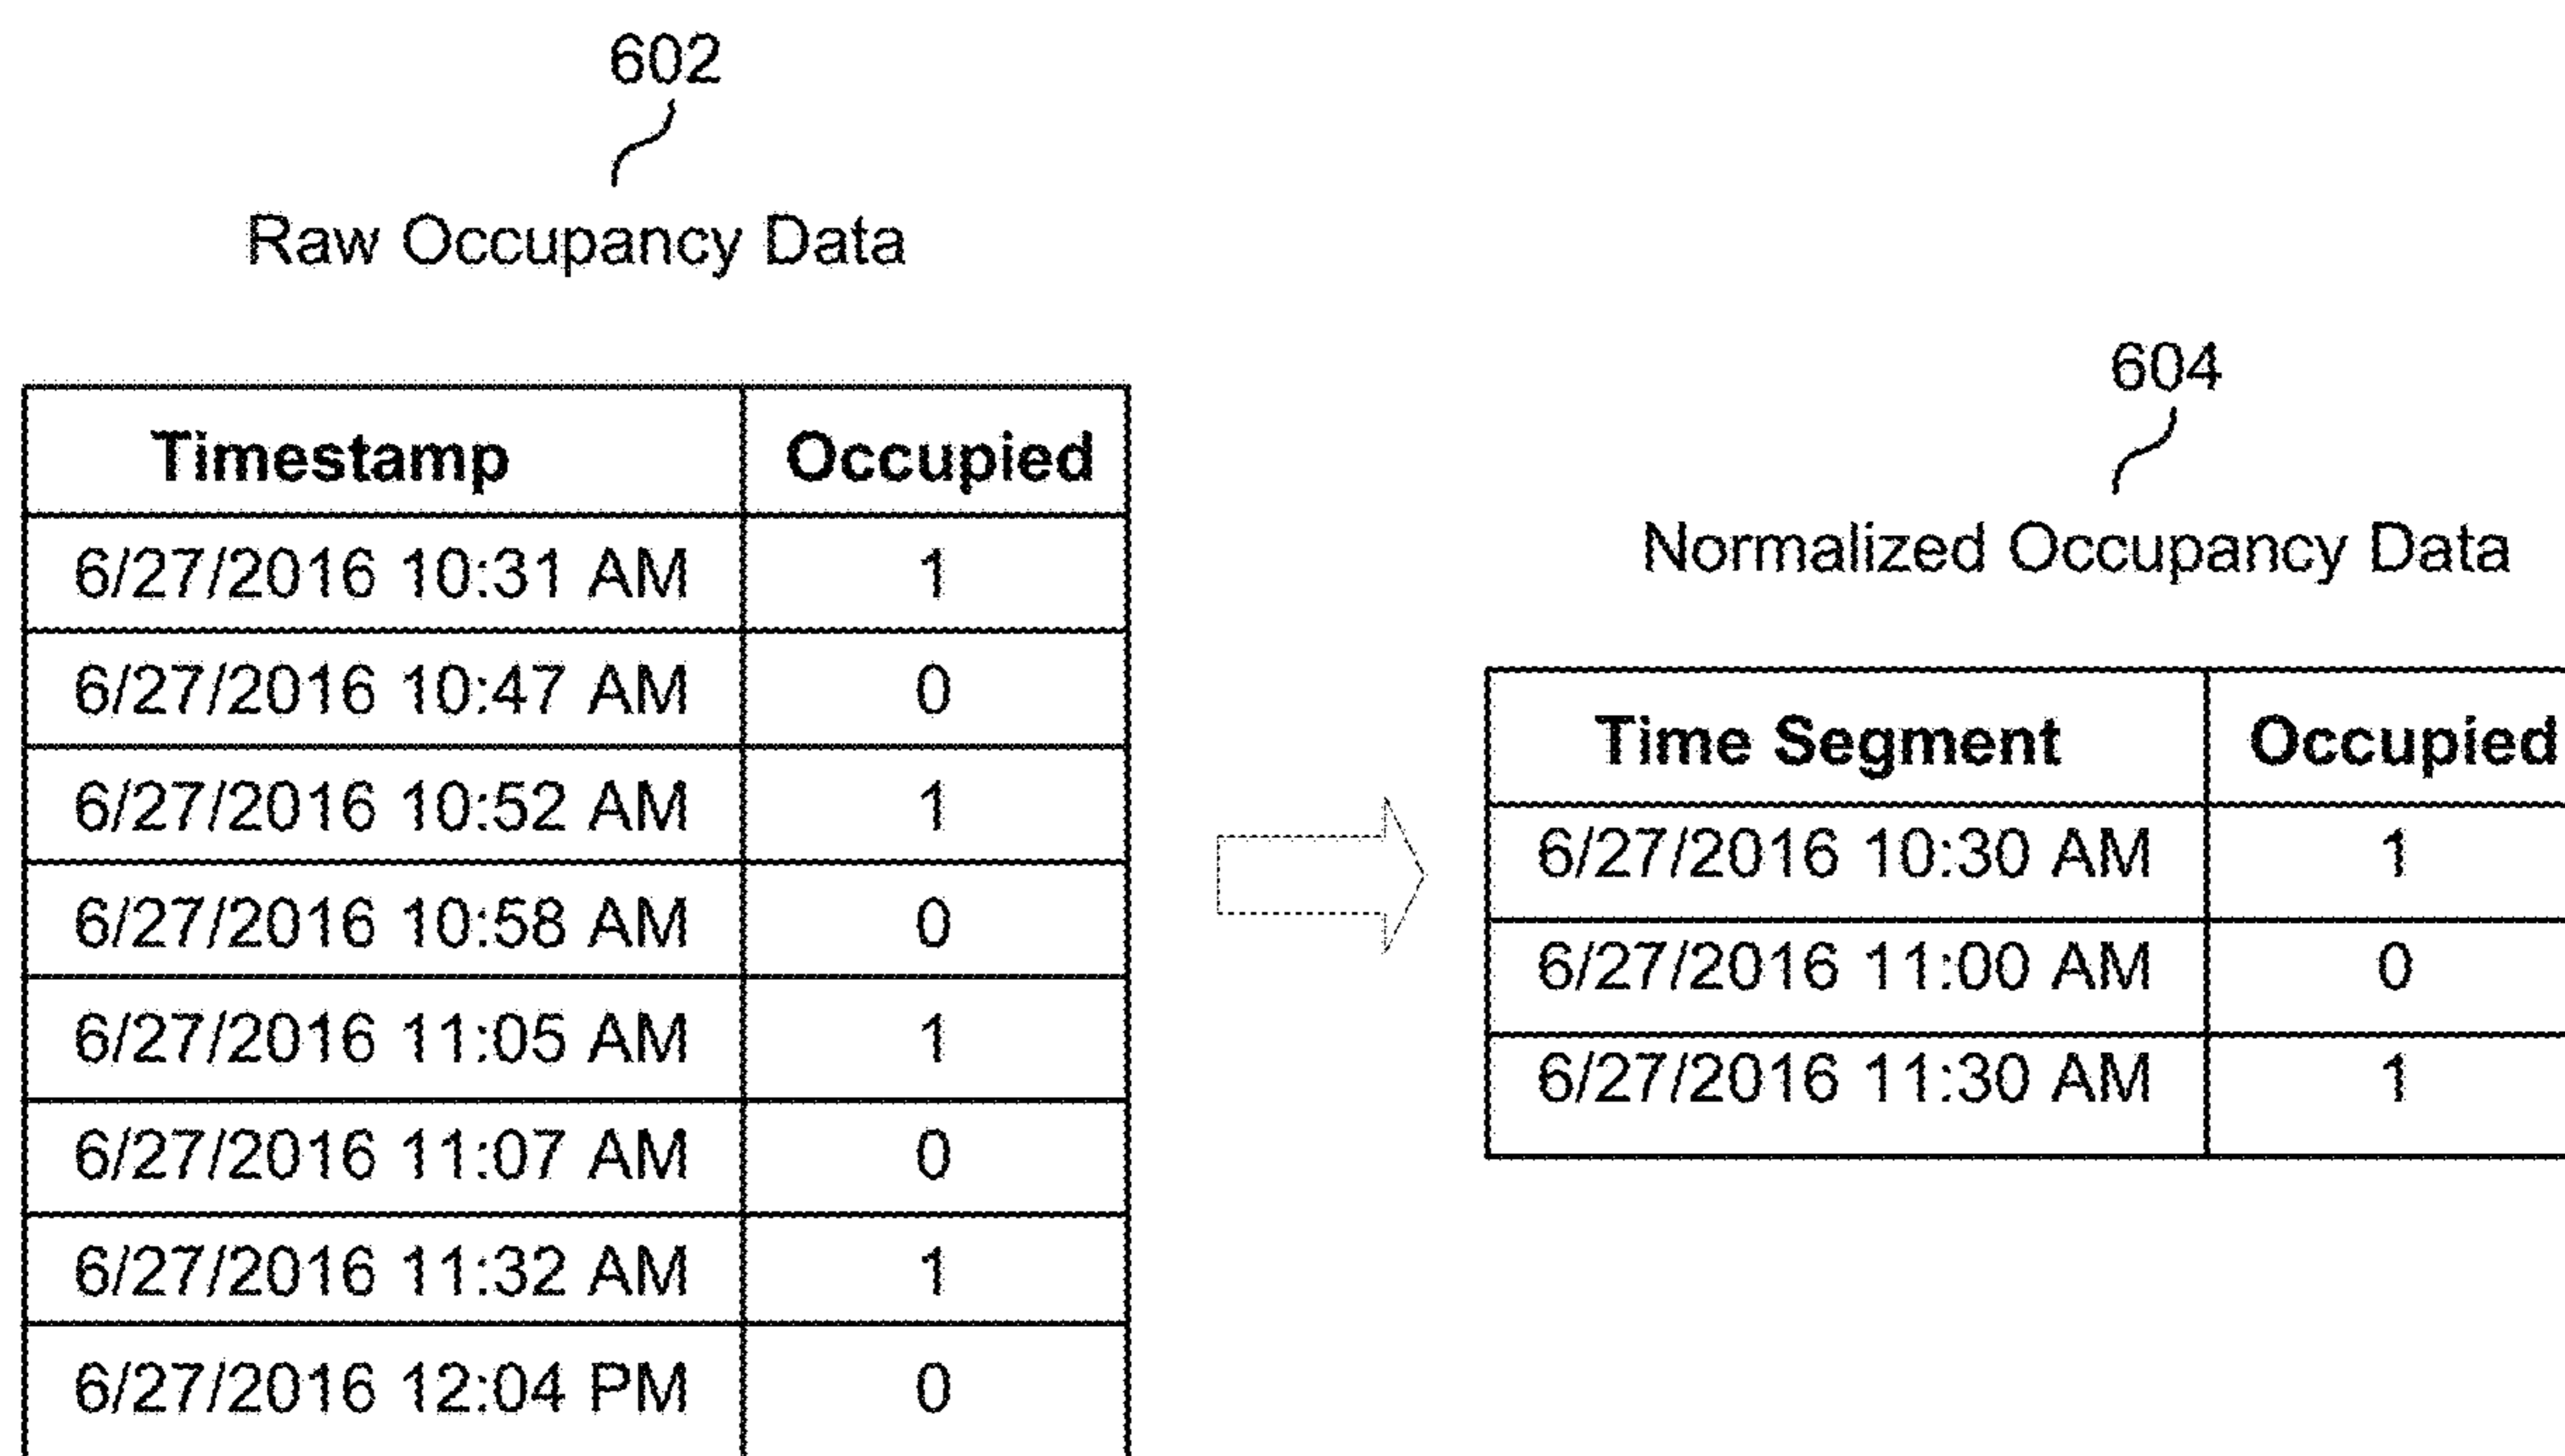 602
Raw Occupancy Data
Timestamp Occupied
6/27/2016 10:31 AM 1
6/27/2016 10:47 AM 0
6/27/2016 10:52 AM 1
6/27/2016 10:58 AM 0
6/27/2016 11:05 AM 1
6/27/2016 11:07 AM 0
6/27/2016 11:32 AM 1
6/27/2016 12:04 PM 0
604
Normalized Occupancy Data
Time Segment Occupied
6/27/2016 10:30 AM 1
6/27/2016 11:00 AM 0
6/27/2016 11:30 AM 1